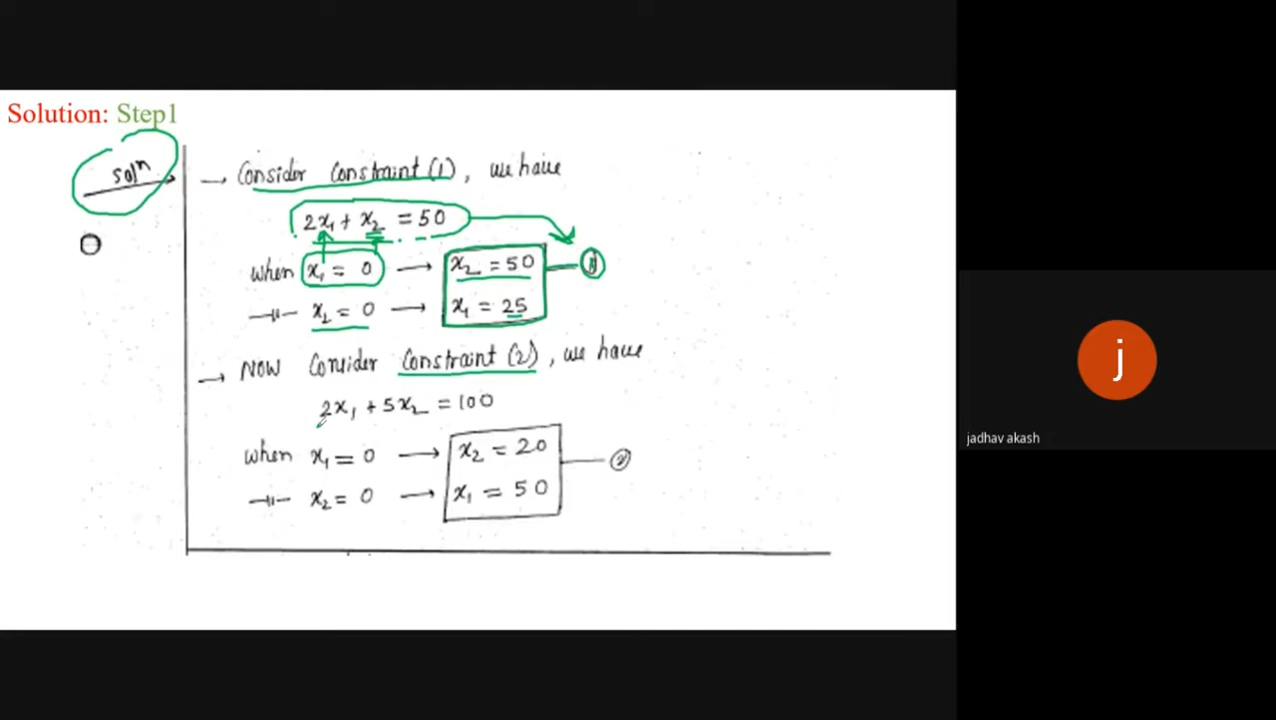 Solution: Step1
Soln
→ Consider Constraint (1), we have
2x₁ + x₂ = 50
when x₁ = 0 → x₂ = 50 — ①
—॥— x₂ = 0 → x₁ = 25
→ NOW Consider Constraint (2), we have
2x₁ + 5x₂ = 100
when x₁ = 0 → x₂ = 20 — ②
—॥— x₂ = 0 → x₁ = 50
j
jadhav akash